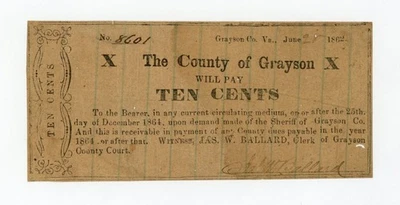 No. 8601 Grayson Co. Va., June 1862.
X The County of Grayson X
WILL PAY
TEN CENTS
TEN CENTS
To the Bearer, in any current circulating medium, on or after the 25th
day of December 1864, upon demand made of the Sheriff of Grayson Co.
And this is receivable in payment of any County dues payable in the year
1864 or after that. WITNESS, JAS. W. BALLARD, Clerk of Grayson
County Court.
Jas W Ballard